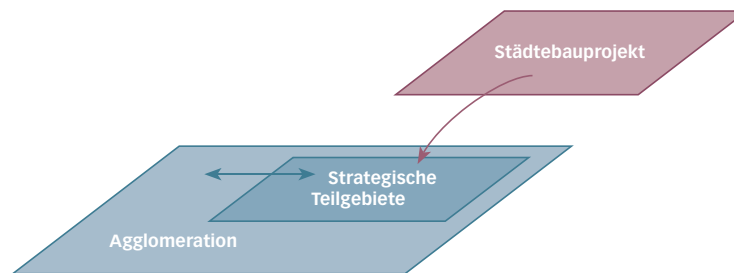 Städtebauprojekt
Strategische
Teilgebiete
Agglomeration